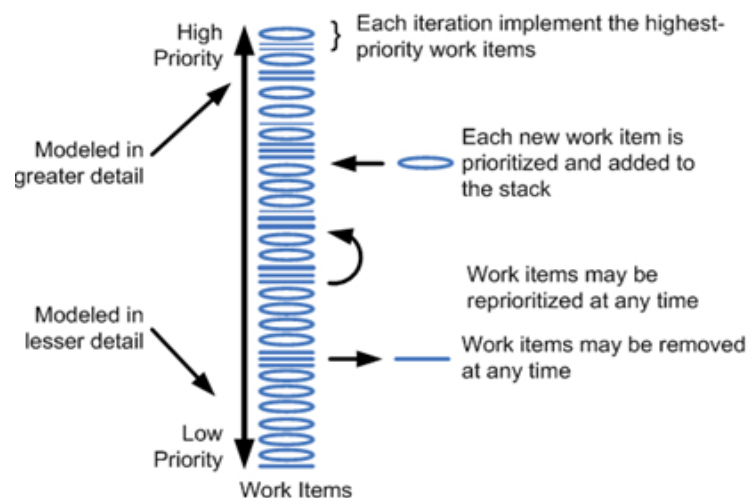 High
Priority
Each iteration implement the highest-
priority work items
Modeled in
greater detail
Each new work item is
prioritized and added to
the stack
Work items may be
reprioritized at any time
Modeled in
lesser detail
Work items may be removed
at any time
Low
Priority
Work Items